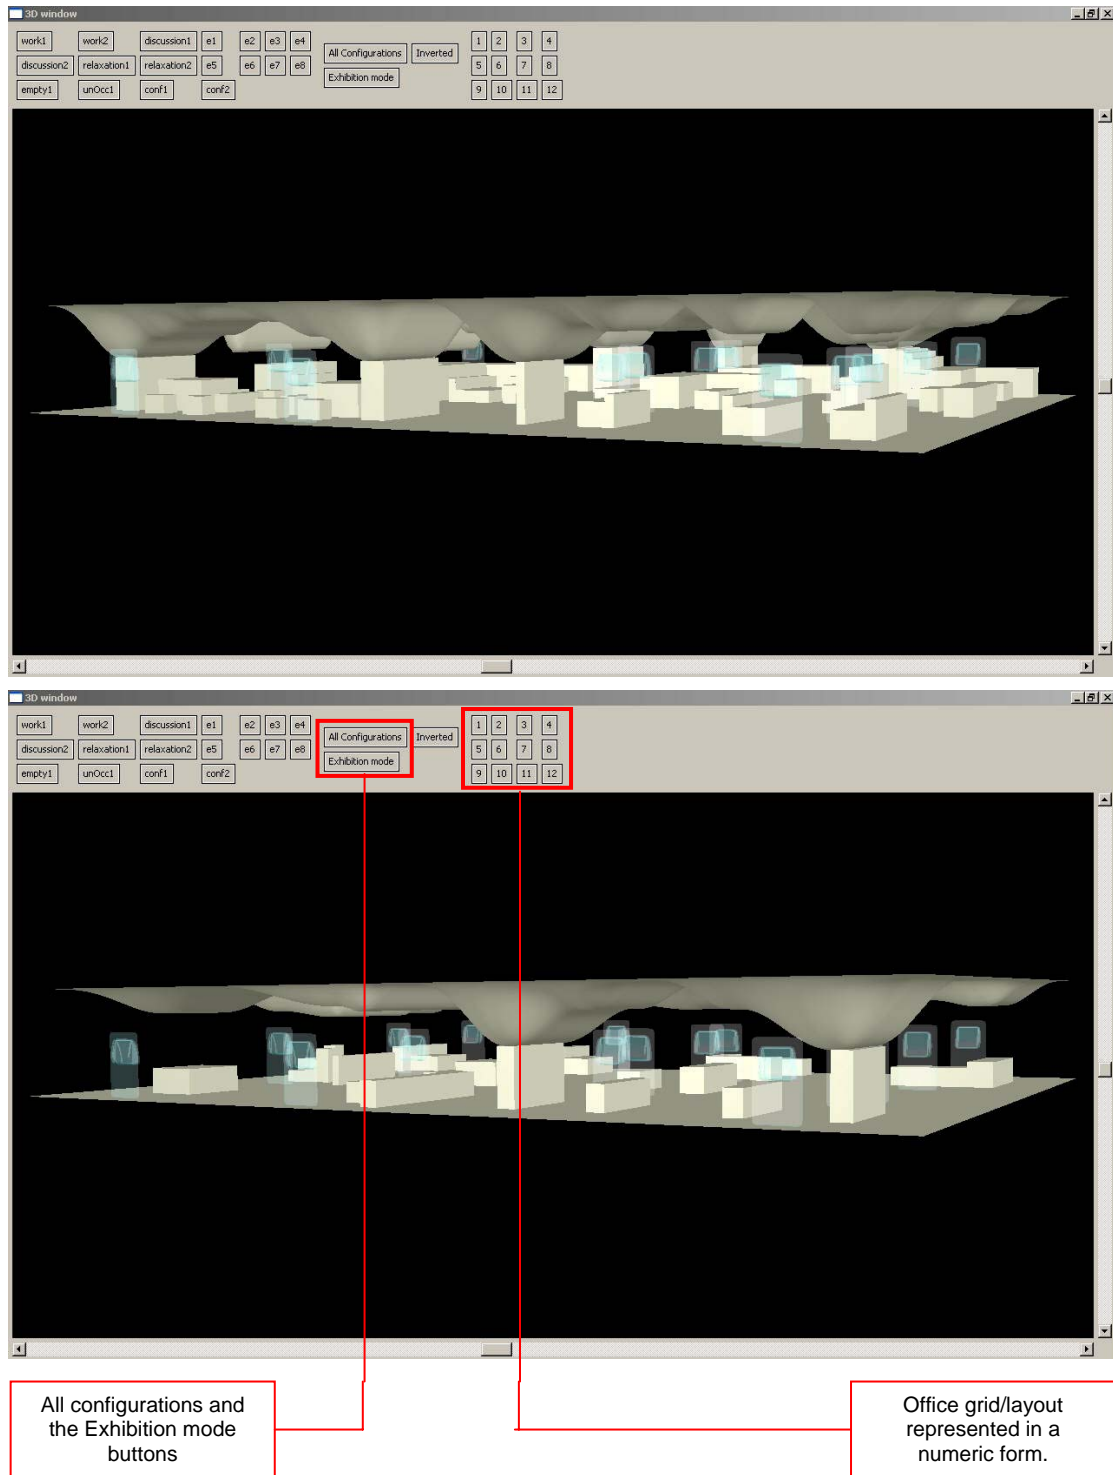 3D window
work1 work2 discussion1 e1 e2 e3 e4 1 2 3 4
All Configurations Inverted
discussion2 relaxation1 relaxation2 e5 e6 e7 e8 5 6 7 8
Exhibition mode
empty1 unOcc1 conf1 conf2 9 10 11 12
3D window
work1 work2 discussion1 e1 e2 e3 e4 1 2 3 4
All Configurations Inverted
discussion2 relaxation1 relaxation2 e5 e6 e7 e8 5 6 7 8
Exhibition mode
empty1 unOcc1 conf1 conf2 9 10 11 12
All configurations and
the Exhibition mode
buttons
Office grid/layout
represented in a
numeric form.